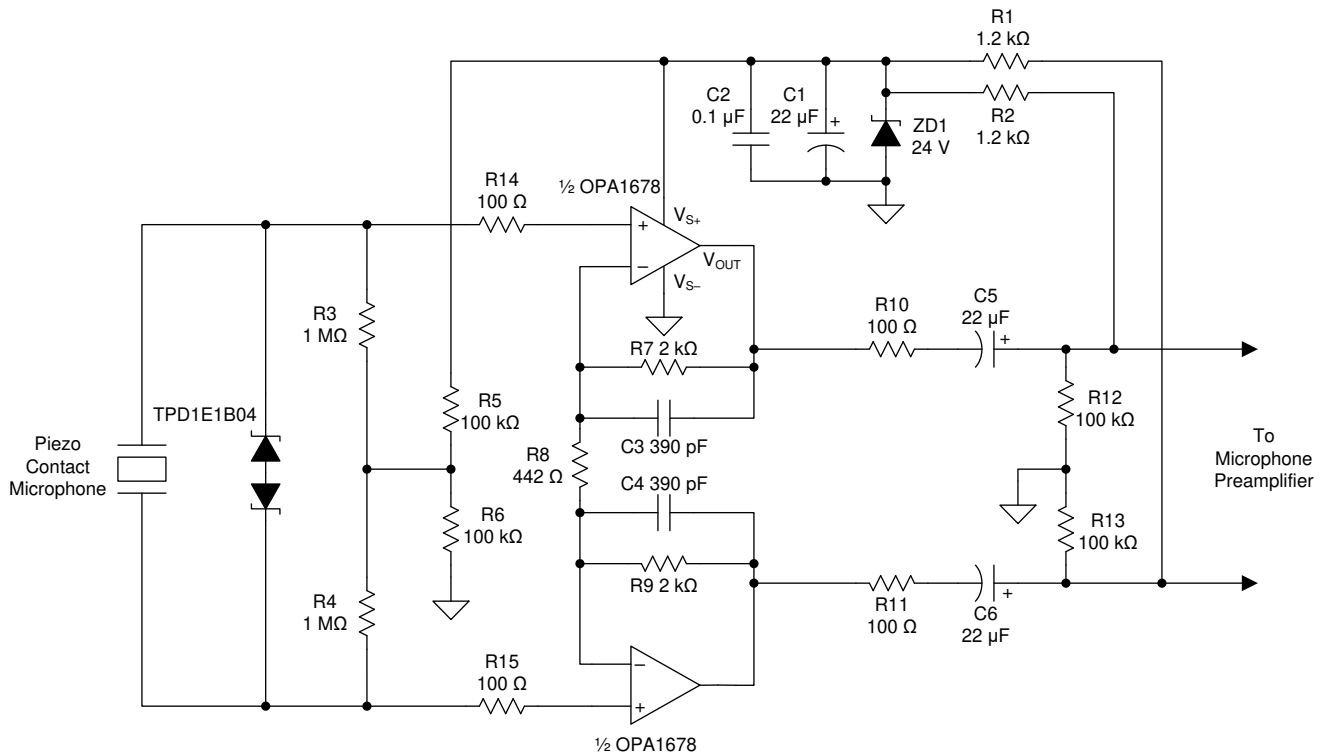 R1
1.2 kΩ
R2
1.2 kΩ
C2
0.1 µF
C1
22 µF
+
ZD1
24 V
R14
100 Ω
½ OPA1678
+
–
VS+
VS–
VOUT
R3
1 MΩ
R7 2 kΩ
R10
100 Ω
C5
22 µF
+
TPD1E1B04
R5
100 kΩ
C3 390 pF
R12
100 kΩ
Piezo
Contact
Microphone
R8
442 Ω
C4 390 pF
To
Microphone
Preamplifier
R6
100 kΩ
R13
100 kΩ
R4
1 MΩ
R9 2 kΩ
R11
100 Ω
C6
22 µF
+
R15
100 Ω
–
+
½ OPA1678